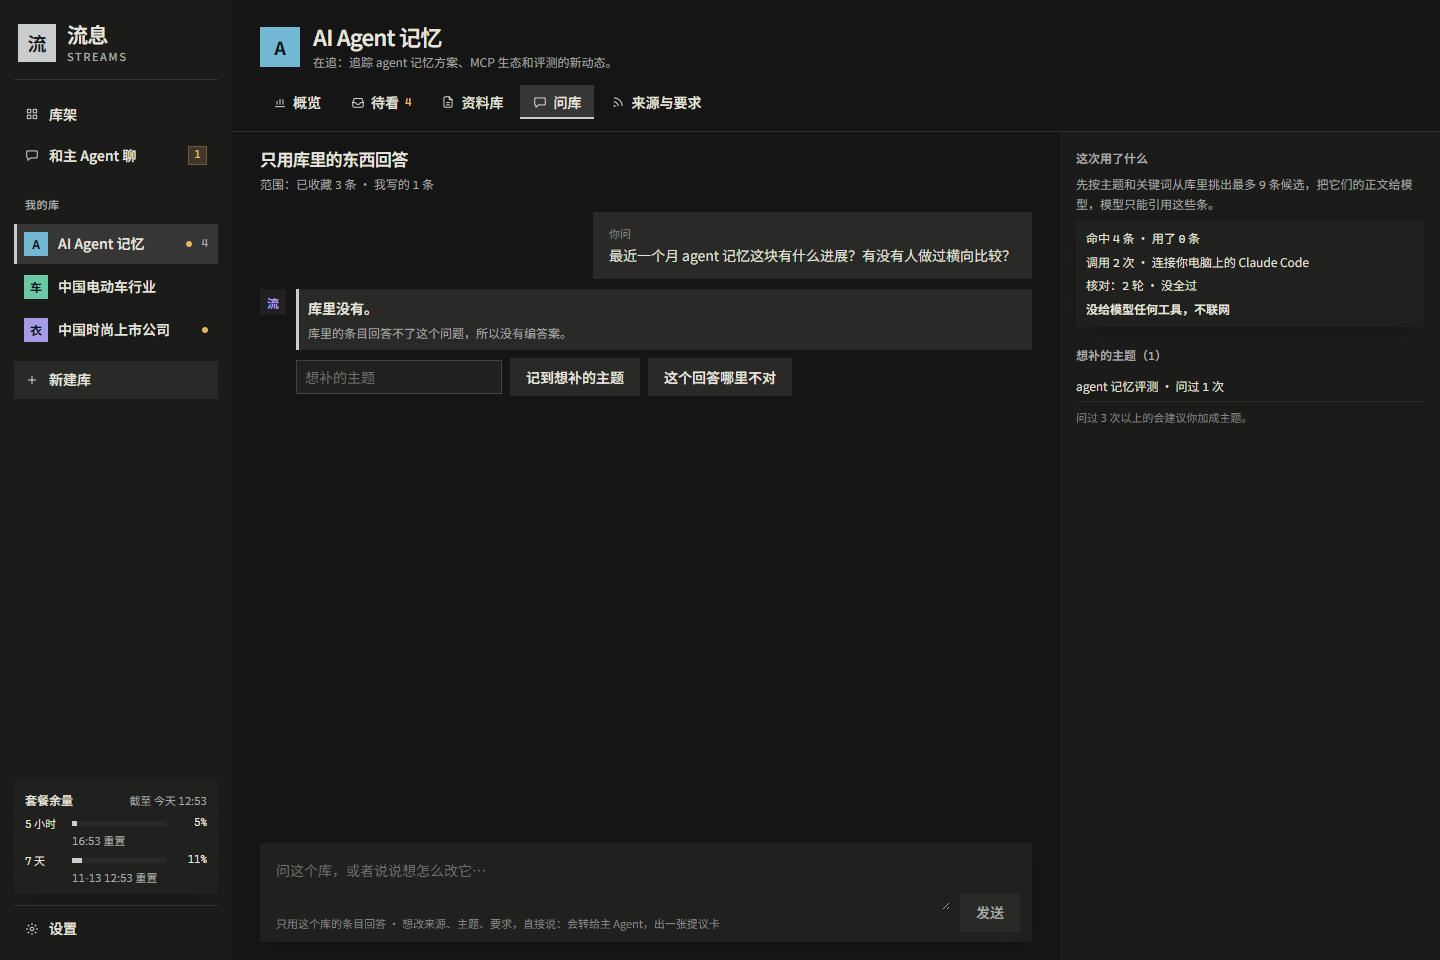 流 流息
STREAMS
库架
和主 Agent 聊 1
我的库
A AI Agent 记忆 4
车 中国电动车行业
衣 中国时尚上市公司
+ 新建库
套餐余量 截至 今天 12:53
5 小时 5%
16:53 重置
7 天 11%
11-13 12:53 重置
设置
A AI Agent 记忆
在追：追踪 agent 记忆方案、MCP 生态和评测的新动态。
概览 待看 4 资料库 问库 来源与要求
只用库里的东西回答
范围：已收藏 3 条 · 我写的 1 条
你问
最近一个月 agent 记忆这块有什么进展？有没有人做过横向比较？
流 库里没有。
库里的条目回答不了这个问题，所以没有编答案。
想补的主题 记到想补的主题 这个回答哪里不对
问这个库，或者说说想怎么改它…
只用这个库的条目回答 · 想改来源、主题、要求，直接说：会转给主 Agent，出一张提议卡
发送
这次用了什么
先按主题和关键词从库里挑出最多 9 条候选，把它们的正文给模
型，模型只能引用这些条。
命中 4 条 · 用了 0 条
调用 2 次 · 连接你电脑上的 Claude Code
核对：2 轮 · 没全过
没给模型任何工具，不联网
想补的主题（1）
agent 记忆评测 · 问过 1 次
问过 3 次以上的会建议你加成主题。